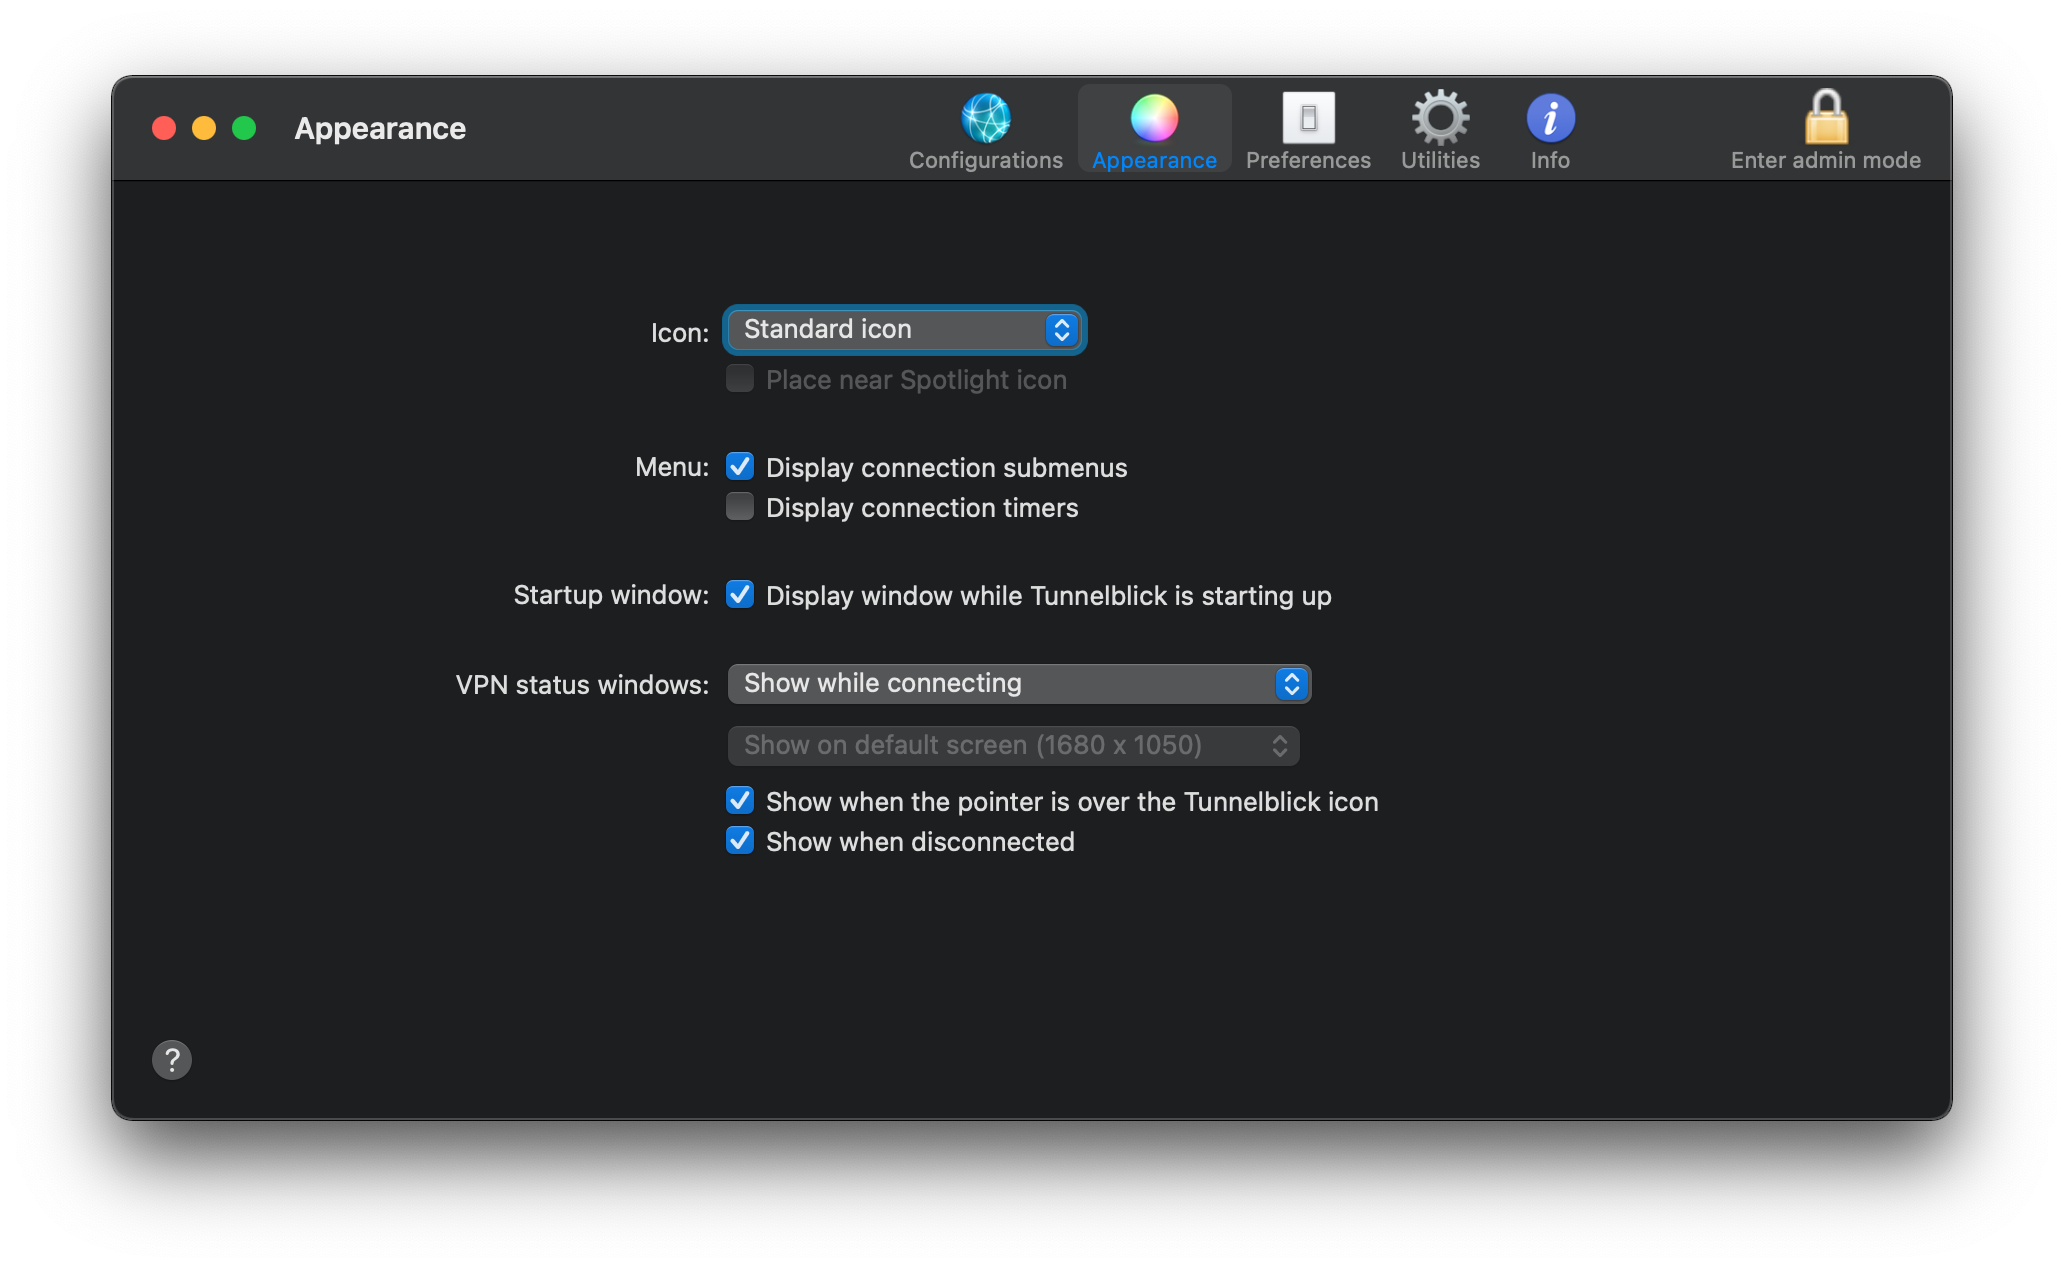 Appearance
Configurations
Appearance
Preferences
Utilities
Info
Enter admin mode
Icon: Standard icon
Place near Spotlight icon
Menu: Display connection submenus
Display connection timers
Startup window: Display window while Tunnelblick is starting up
VPN status windows: Show while connecting
Show on default screen (1680 x 1050)
Show when the pointer is over the Tunnelblick icon
Show when disconnected
?